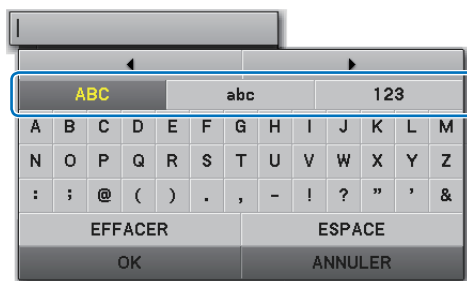 ABC abc 123
A B C D E F G H I J K L M
N O P Q R S T U V W X Y Z
: ; @ ( ) . , - ! ? " ' &
EFFACER ESPACE
OK ANNULER